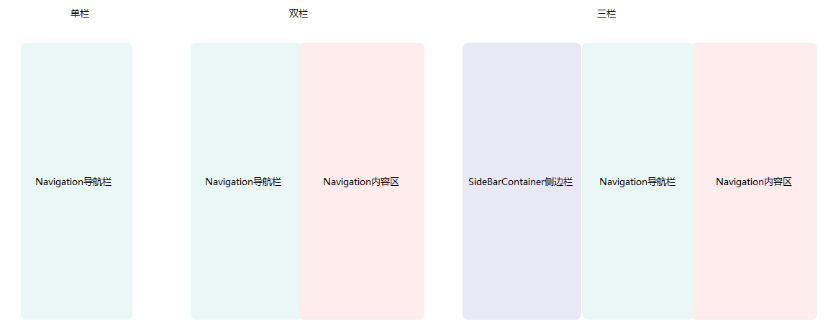 单栏
双栏
三栏
Navigation导航栏
Navigation导航栏
Navigation内容区
SideBarContainer侧边栏
Navigation导航栏
Navigation内容区